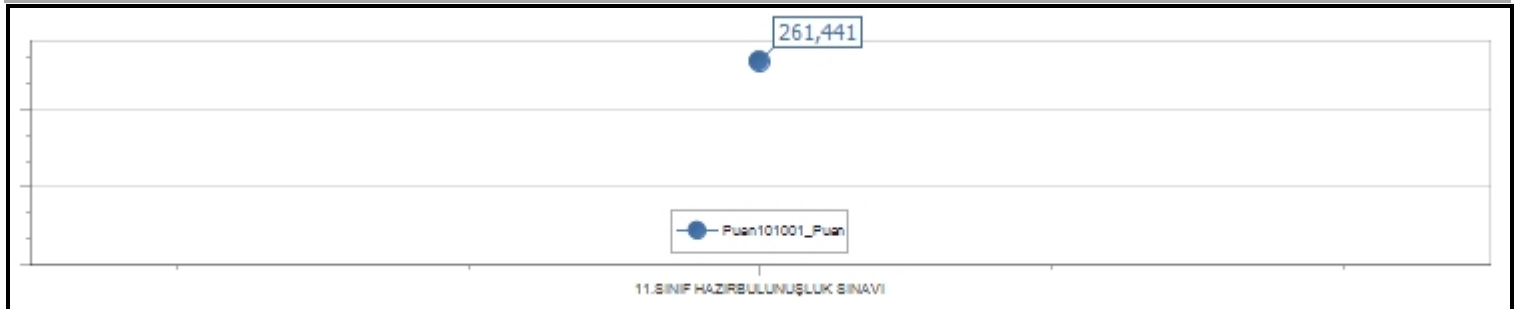 261,441
Puan101001_Puan
11.SINIF HAZIRBULUNUŞLUK SINAVI